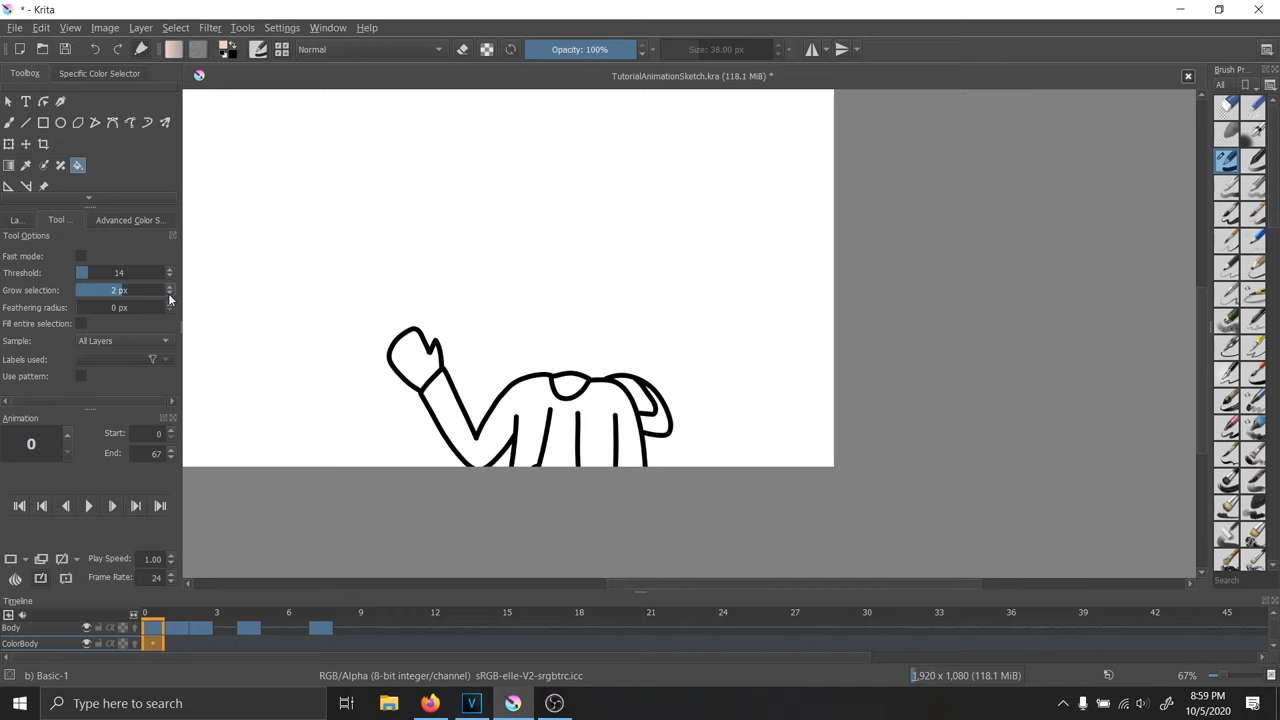 * - Krita
File Edit View Image Layer Select Filter Tools Settings Window Help
Normal Opacity: 100% Size: 38.00 px
Toolbox Specific Color Selector
TutorialAnimationSketch.kra (118.1 MiB) *
Brush Pr...
All
La... Tool ... Advanced Color S...
Tool Options
Fast mode:
Threshold: 14
Grow selection: 2 px
Feathering radius: 0 px
Fill entire selection:
Sample: All Layers
Labels used:
Use pattern:
Animation
0 Start: 0
End: 67
Play Speed: 1.00
Frame Rate: 24
Search
Timeline
0 3 6 9 12 15 18 21 24 27 30 33 36 39 42 45
Body
ColorBody
b) Basic-1 RGB/Alpha (8-bit integer/channel) sRGB-elle-V2-srgbtrc.icc 1,920 x 1,080 (118.1 MiB) 67%
Type here to search
8:59 PM
10/5/2020